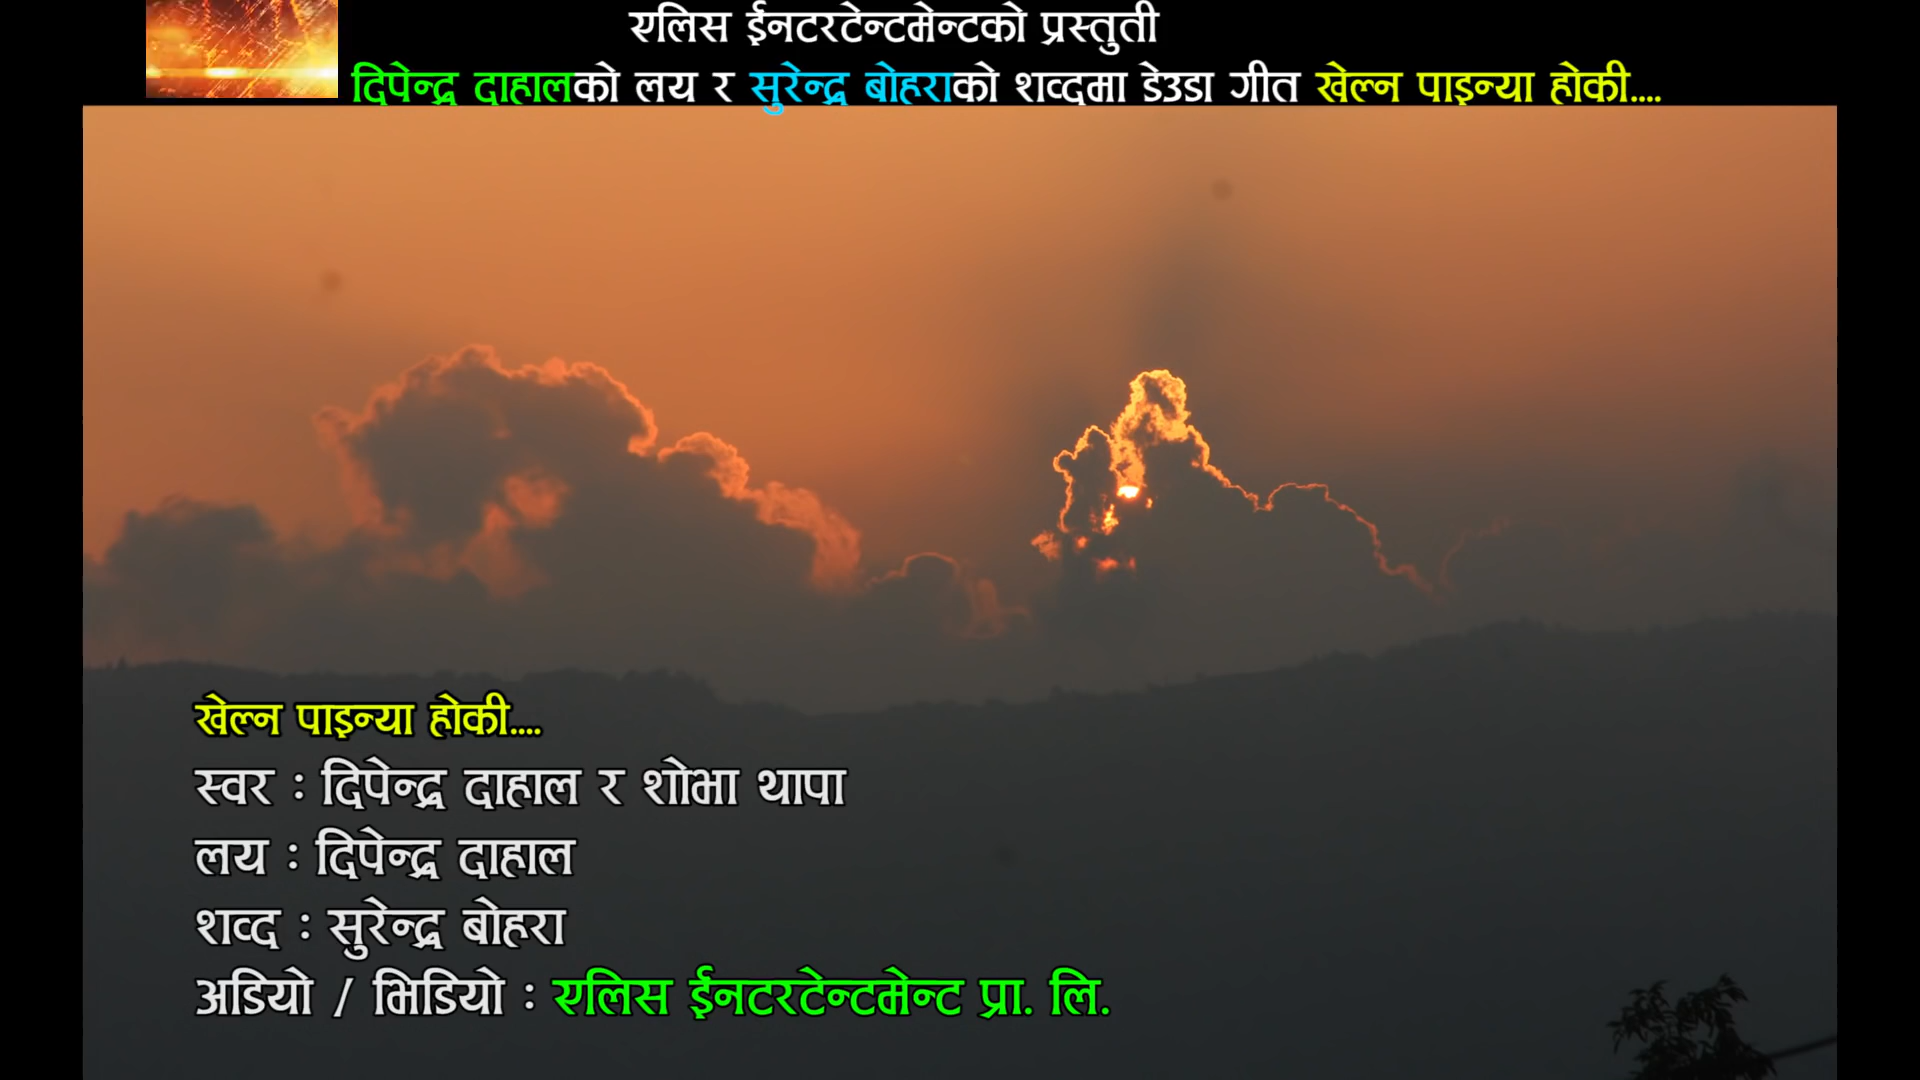 एलिस ईनटरटेन्टमेन्टको प्रस्तुती
दिपेन्द्र दाहालको लय र सुरेन्द्र बोहराको शव्दमा डेउडा गीत खेल्न पाइन्या होकी....
खेल्न पाइन्या होकी....
स्वर : दिपेन्द्र दाहाल र शोभा थापा
लय : दिपेन्द्र दाहाल
शव्द : सुरेन्द्र बोहरा
अडियो / भिडियो : एलिस ईनटरटेन्टमेन्ट प्रा. लि.